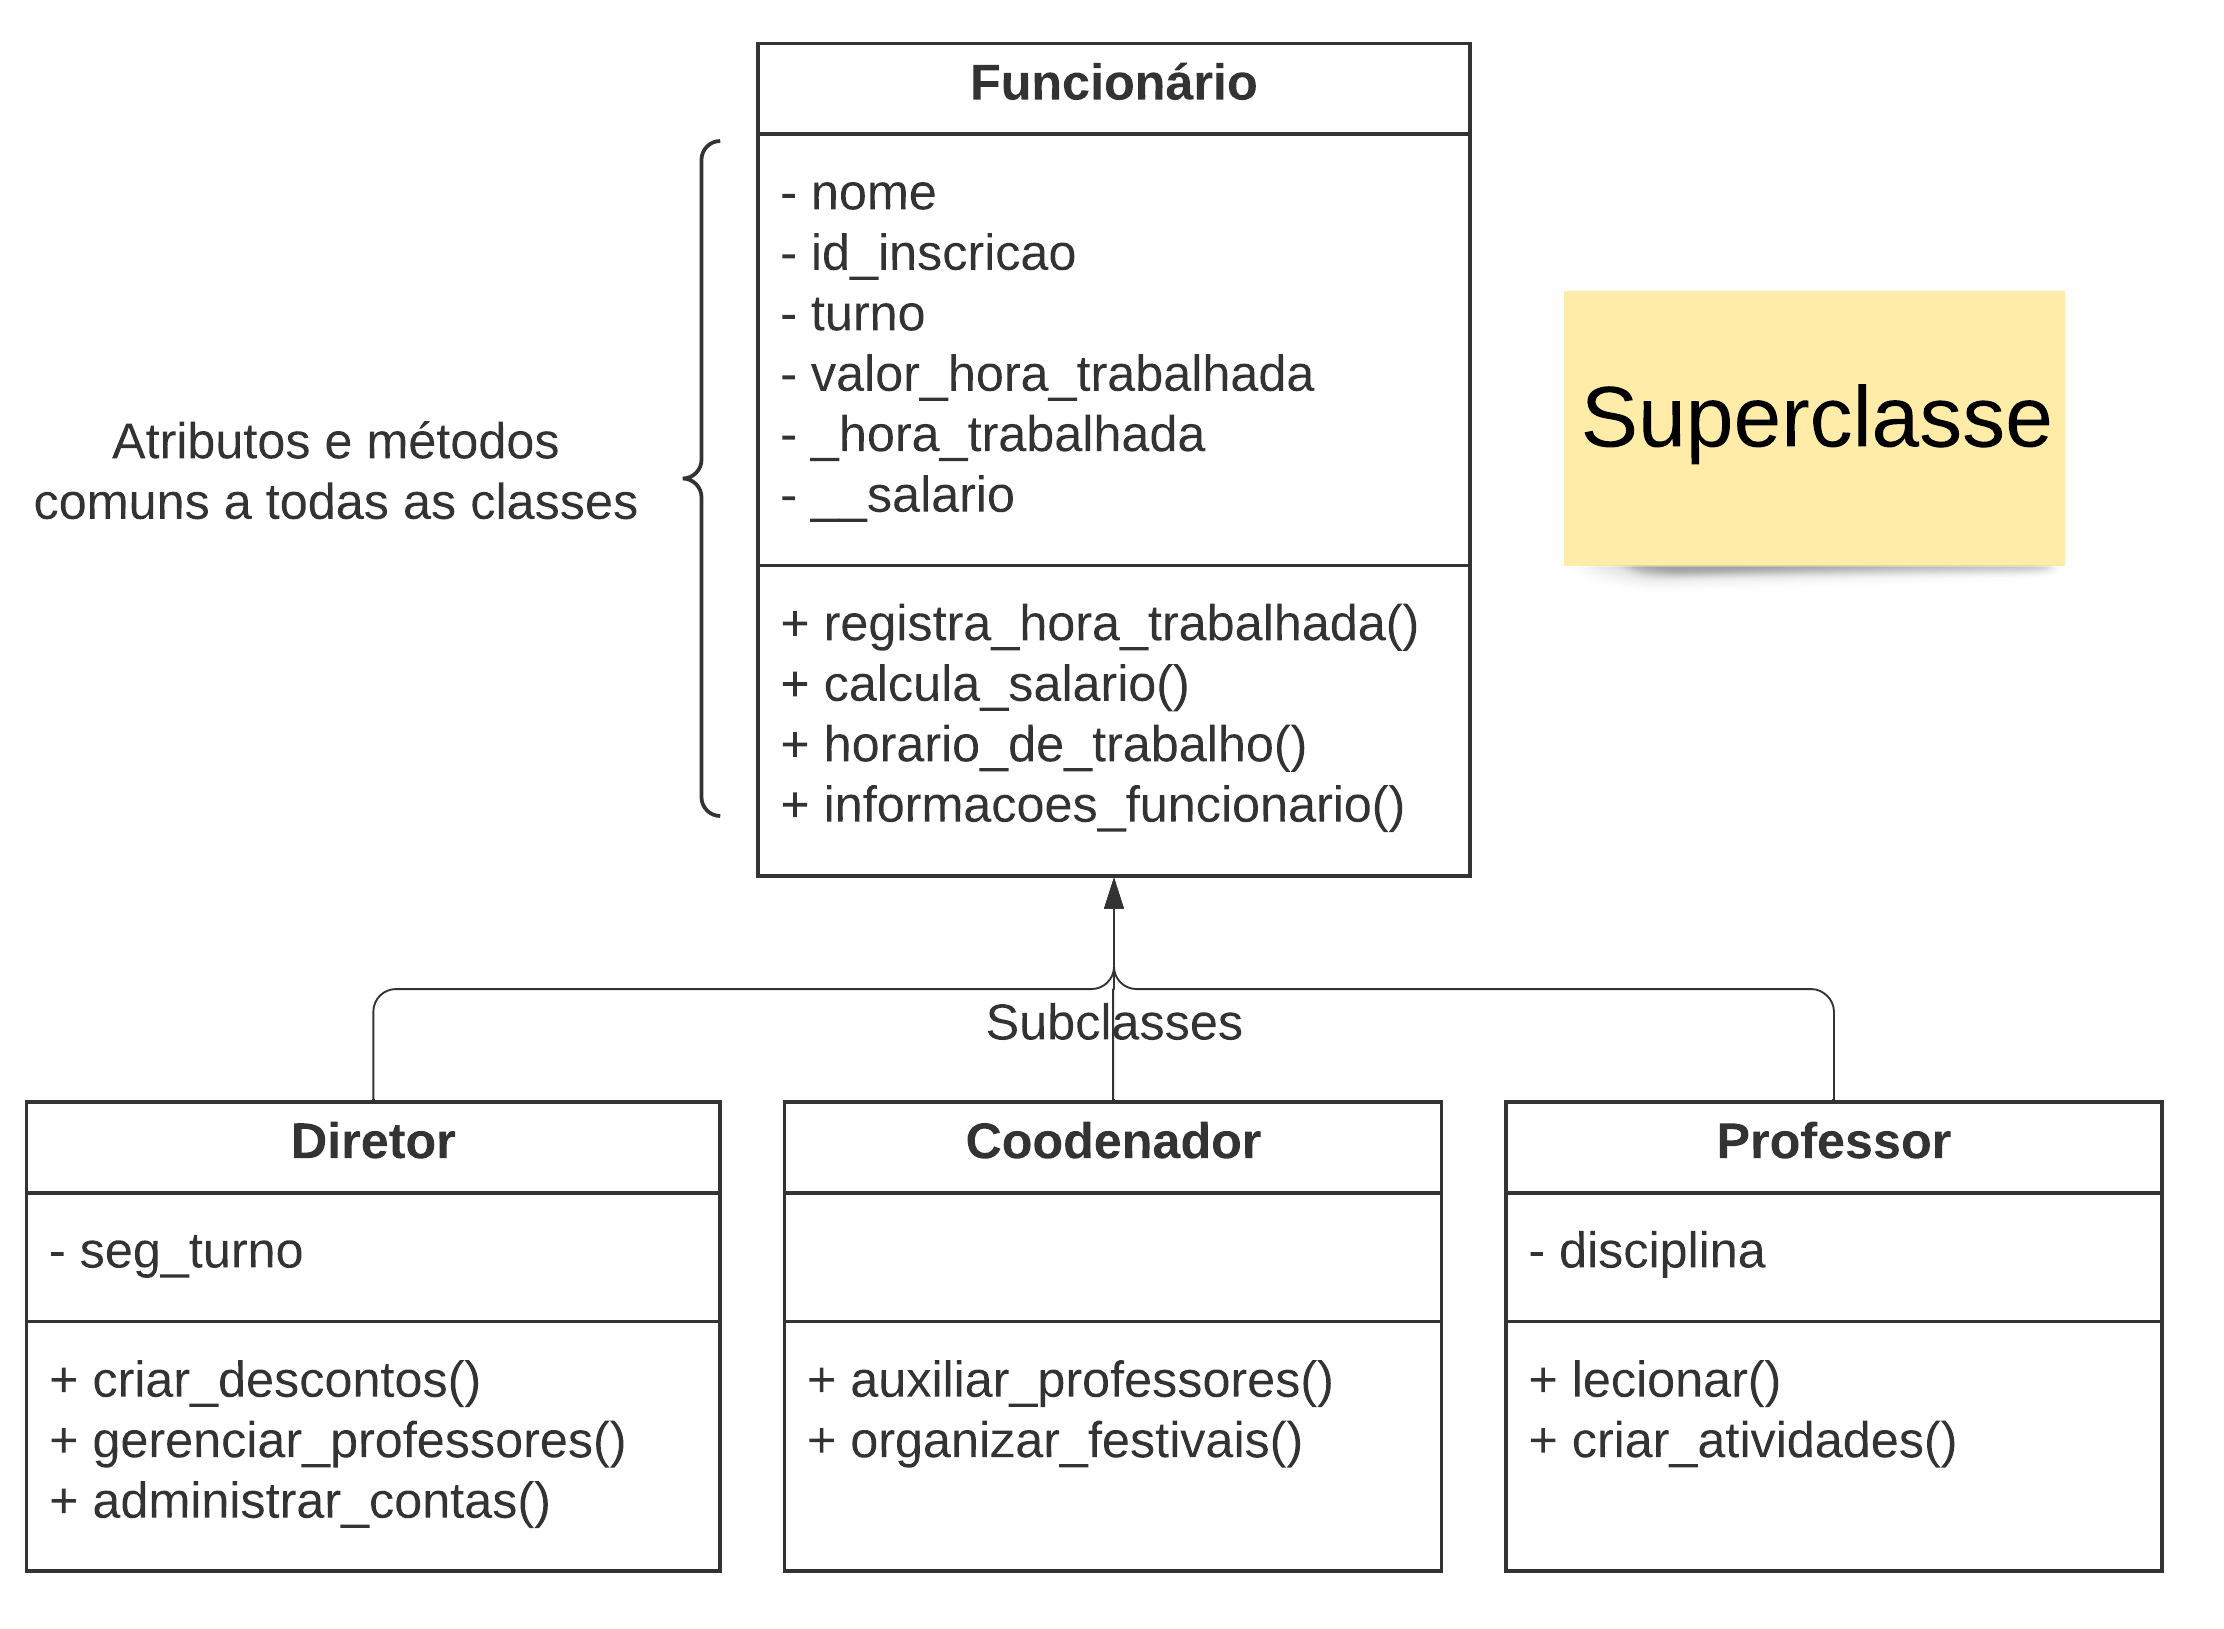 Funcionário
- nome
- id_inscricao
- turno
- valor_hora_trabalhada
- _hora_trabalhada
- __salario
+ registra_hora_trabalhada()
+ calcula_salario()
+ horario_de_trabalho()
+ informacoes_funcionario()
Atributos e métodos
comuns a todas as classes
Superclasse
Subclasses
Diretor
- seg_turno
+ criar_descontos()
+ gerenciar_professores()
+ administrar_contas()
Coodenador
+ auxiliar_professores()
+ organizar_festivais()
Professor
- disciplina
+ lecionar()
+ criar_atividades()